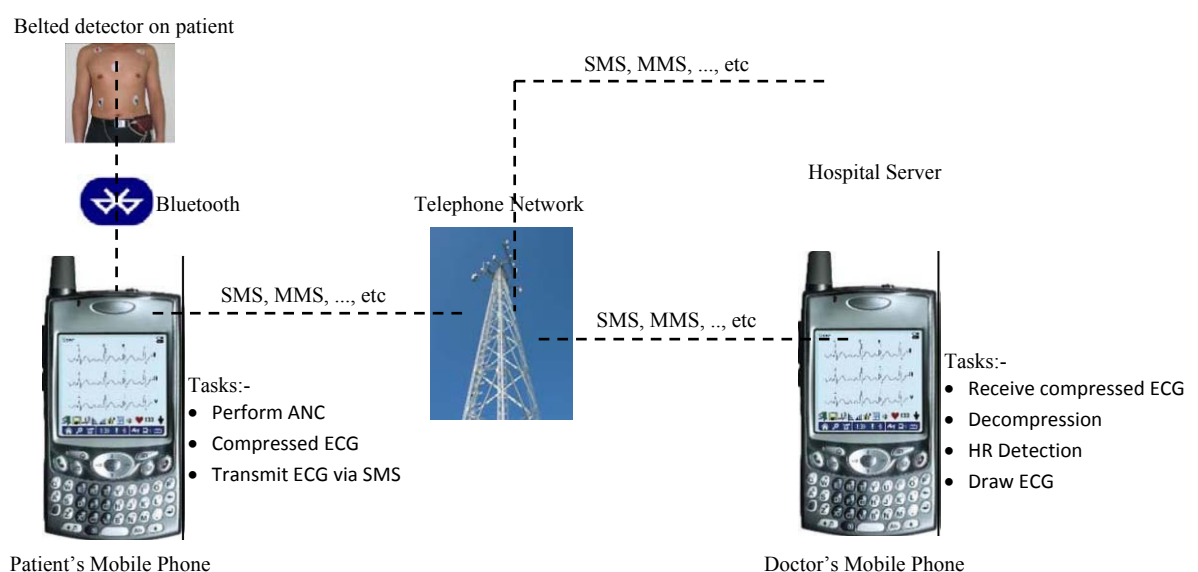 Belted detector on patient
SMS, MMS, ..., etc
Hospital Server
Bluetooth
Telephone Network
SMS, MMS, ..., etc
SMS, MMS, .., etc
Tasks:-
• Perform ANC
• Compressed ECG
• Transmit ECG via SMS
Tasks:-
• Receive compressed ECG
• Decompression
• HR Detection
• Draw ECG
Patient’s Mobile Phone
Doctor’s Mobile Phone